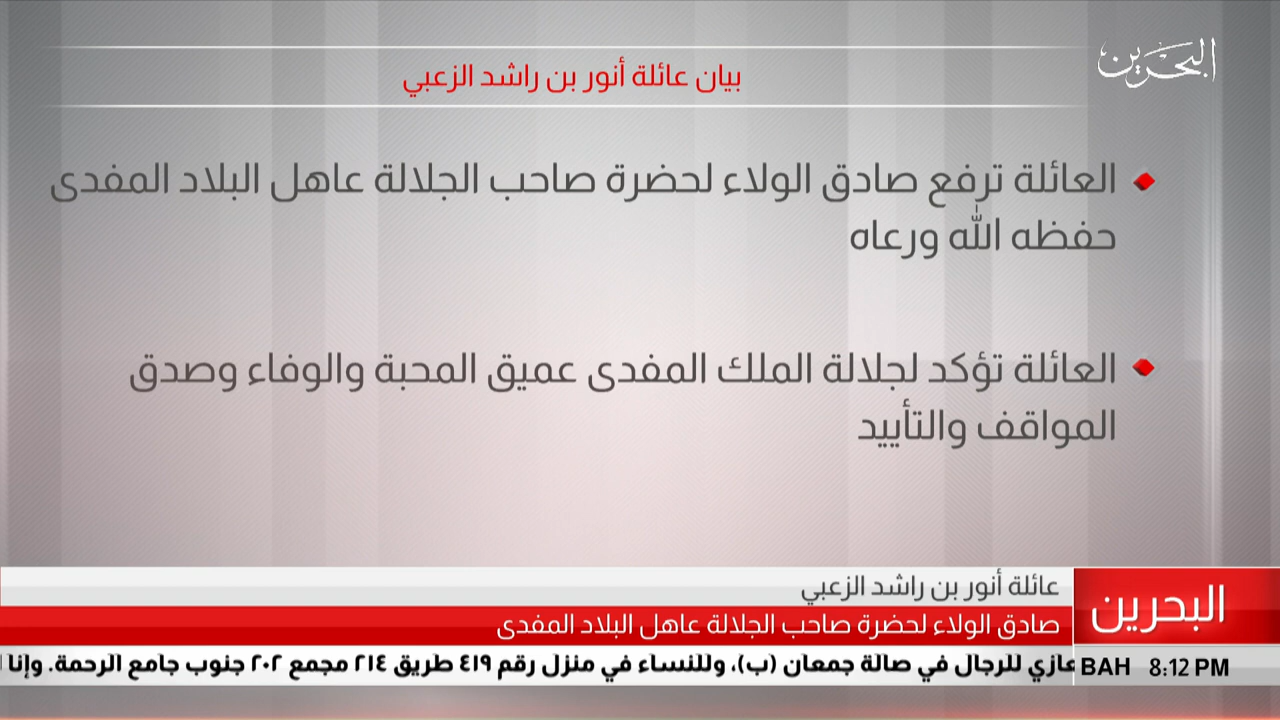 البحرين
بيان عائلة أنور بن راشد الزعبي
العائلة ترفع صادق الولاء لحضرة صاحب الجلالة عاهل البلاد المفدى
حفظه الله ورعاه
العائلة تؤكد لجلالة الملك المفدى عميق المحبة والوفاء وصدق
المواقف والتأييد
عائلة أنور بن راشد الزعبي
صادق الولاء لحضرة صاحب الجلالة عاهل البلاد المفدى
البحرين
عازي للرجال في صالة جمعان (ب)، وللنساء في منزل رقم ٤١٩ طريق ٢١٤ مجمع ٢٠٢ جنوب جامع الرحمة. وإنا
BAH 8:12 PM